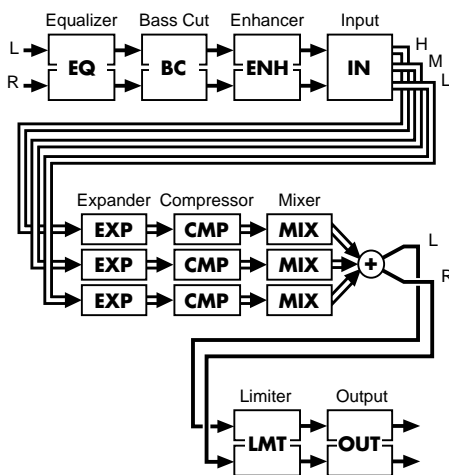 Equalizer Bass Cut Enhancer Input
L EQ BC ENH IN H
R M
L
Expander Compressor Mixer
EXP CMP MIX
EXP CMP MIX + L
EXP CMP MIX R
Limiter Output
LMT OUT